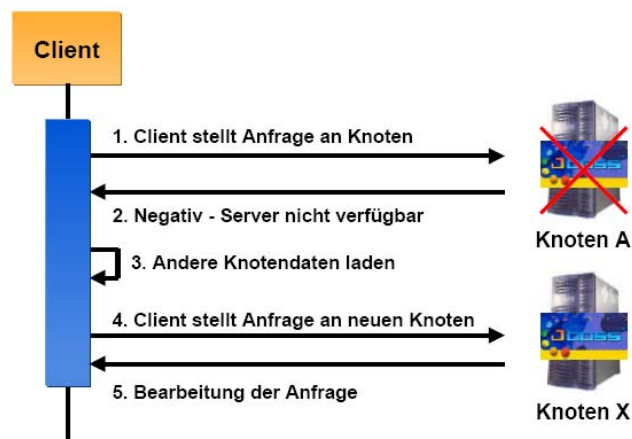 Client
1. Client stellt Anfrage an Knoten
2. Negativ - Server nicht verfügbar
Knoten A
3. Andere Knotendaten laden
4. Client stellt Anfrage an neuen Knoten
JBoss
5. Bearbeitung der Anfrage
Knoten X